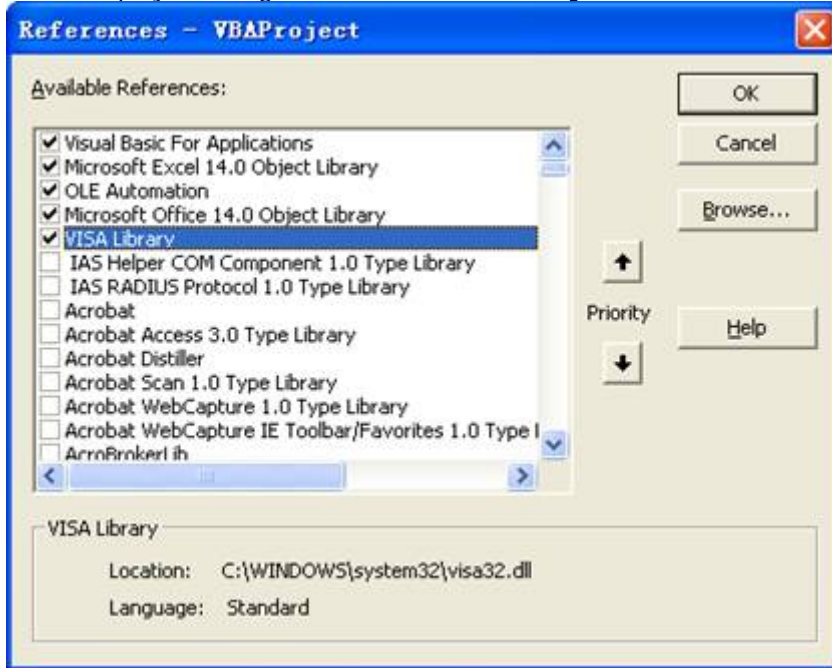 References - VBAProject
Available References:
Visual Basic For Applications
Microsoft Excel 14.0 Object Library
OLE Automation
Microsoft Office 14.0 Object Library
VISA Library
IAS Helper COM Component 1.0 Type Library
IAS RADIUS Protocol 1.0 Type Library
Acrobat
Acrobat Access 3.0 Type Library
Acrobat Distiller
Acrobat Scan 1.0 Type Library
Acrobat WebCapture 1.0 Type Library
Acrobat WebCapture IE Toolbar/Favorites 1.0 Type
AcroBrokerLib
Priority
OK
Cancel
Browse...
Help
VISA Library
Location: C:\WINDOWS\system32\visa32.dll
Language: Standard